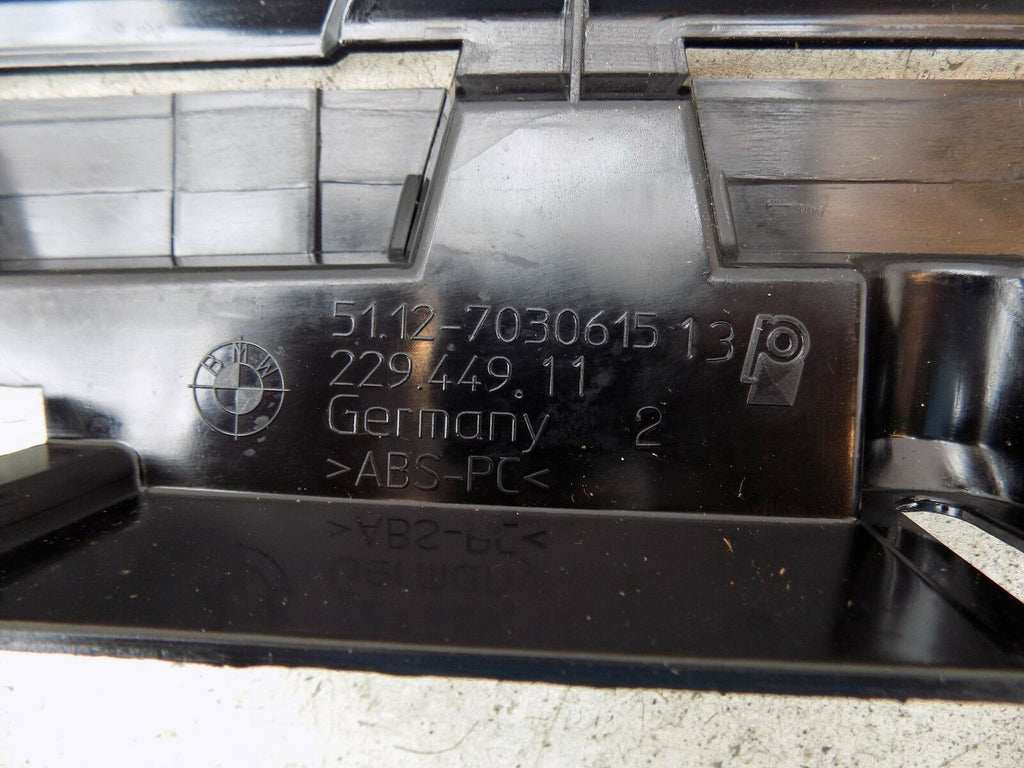 51.12-7030615 13
229.449.11
Germany 2
>ABS-PC<
BMW